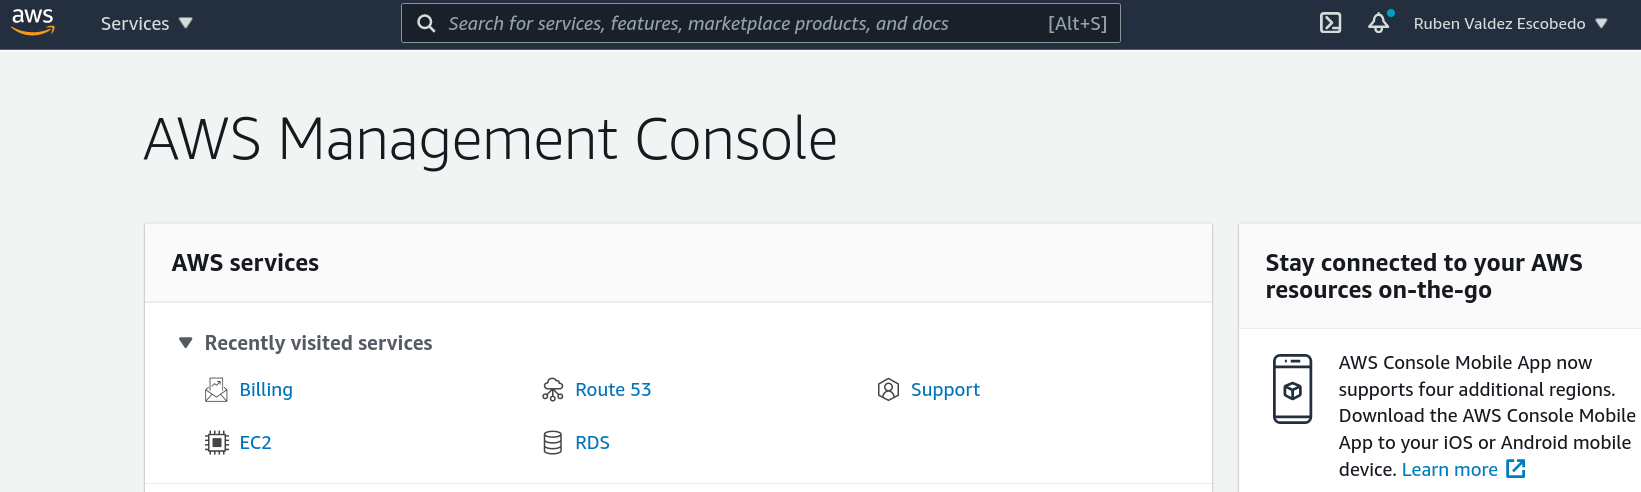 aws
Services
Search for services, features, marketplace products, and docs
[Alt+S]
Ruben Valdez Escobedo
AWS Management Console
AWS services
Recently visited services
Billing
Route 53
Support
EC2
RDS
Stay connected to your AWS
resources on-the-go
AWS Console Mobile App now
supports four additional regions.
Download the AWS Console Mobile
App to your iOS or Android mobile
device. Learn more